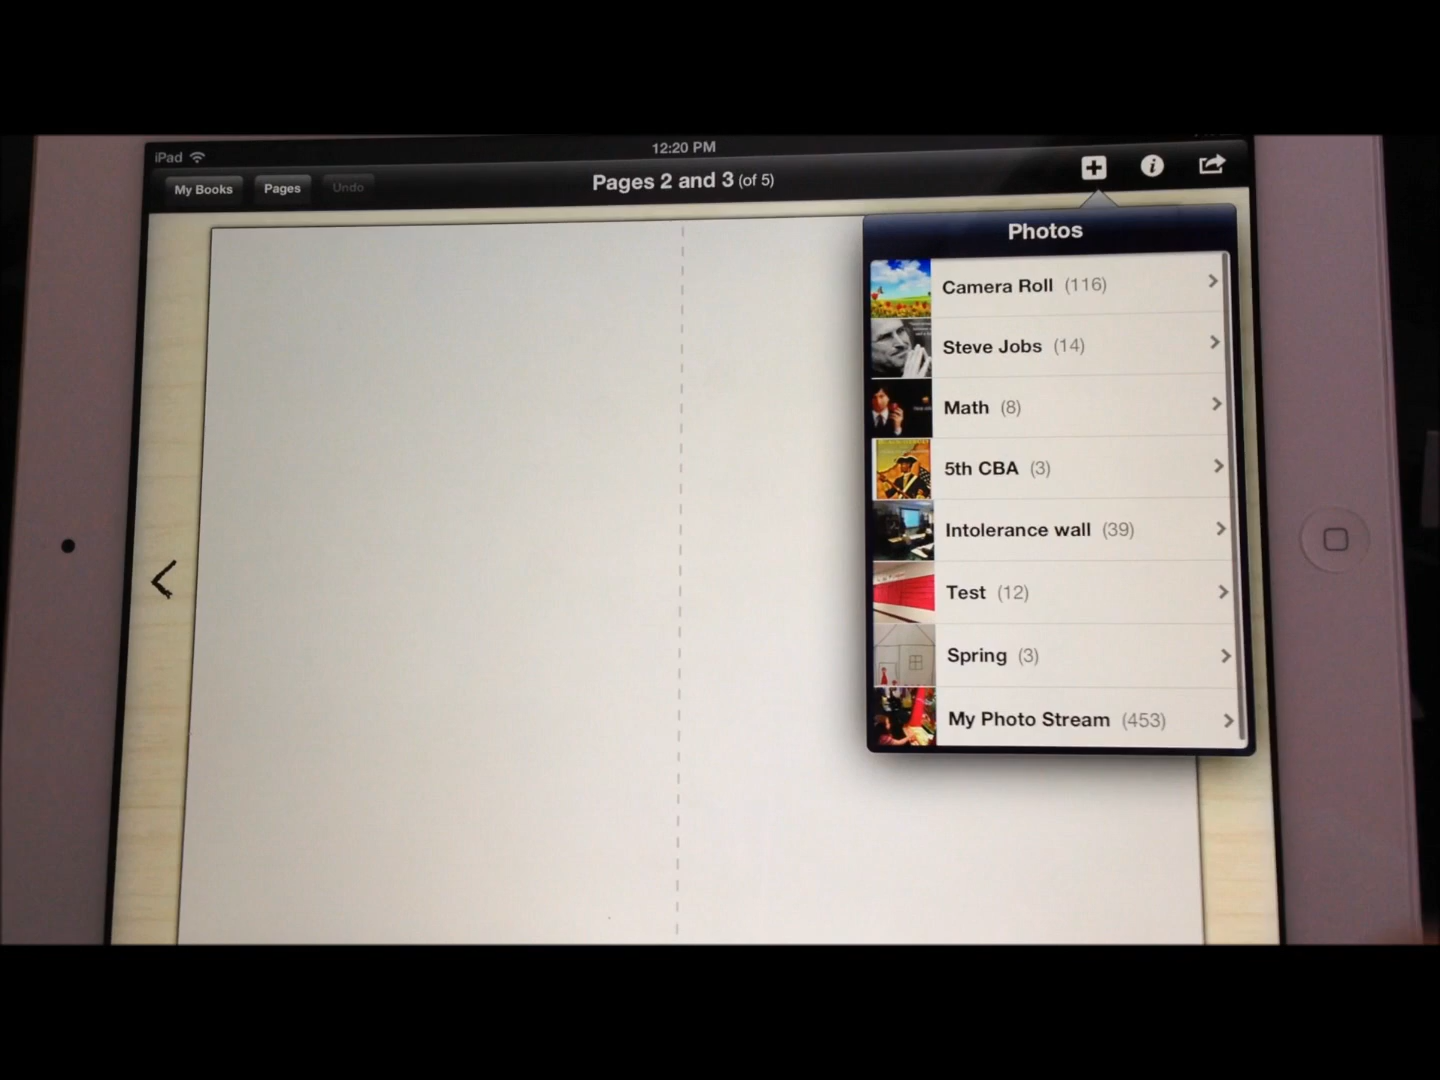 iPad
12:20 PM
My Books
Pages
Undo
Pages 2 and 3 (of 5)
Photos
Camera Roll (116)
Steve Jobs (14)
Math (8)
5th CBA (3)
Intolerance wall (39)
Test (12)
Spring (3)
My Photo Stream (453)